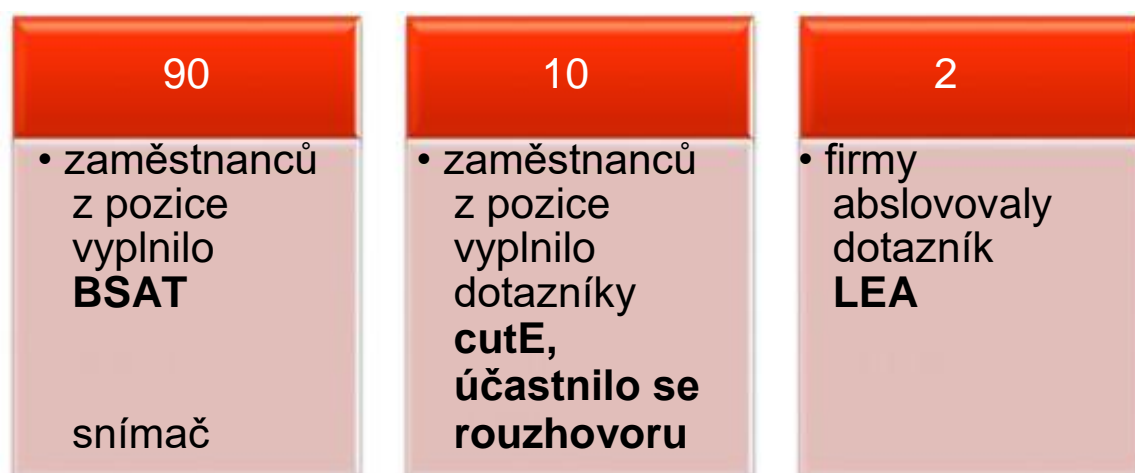 90
• zaměstnanců
z pozice
vyplnilo
BSAT
snímač
10
• zaměstnanců
z pozice
vyplnilo
dotazníky
cutE,
účastnilo se
rouzhovoru
2
• firmy
abslovovaly
dotazník
LEA